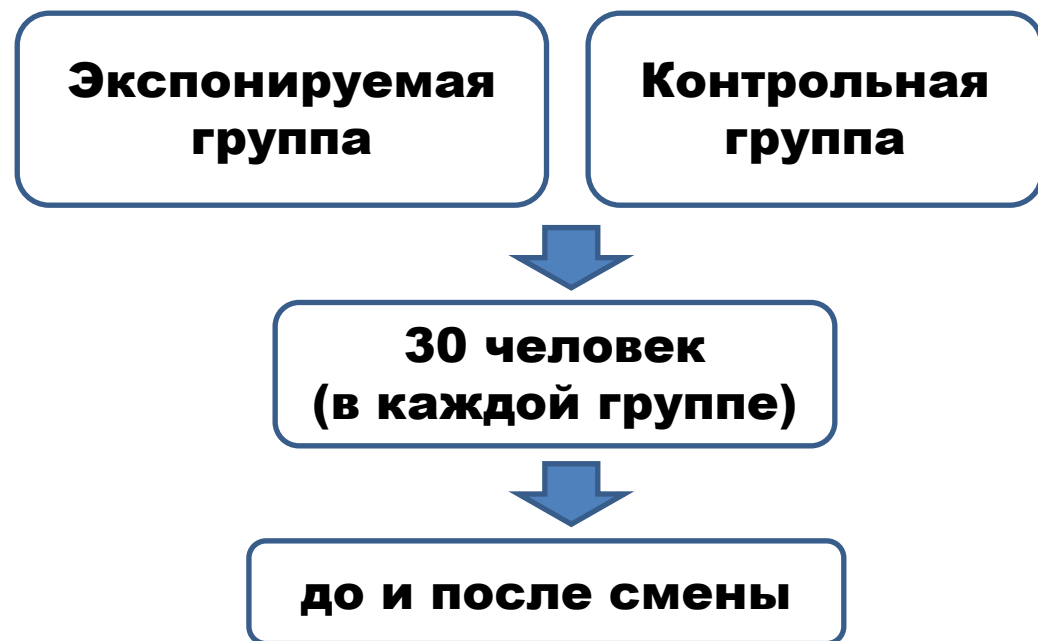 Экспонируемая
группа
Контрольная
группа
30 человек
(в каждой группе)
до и после смены